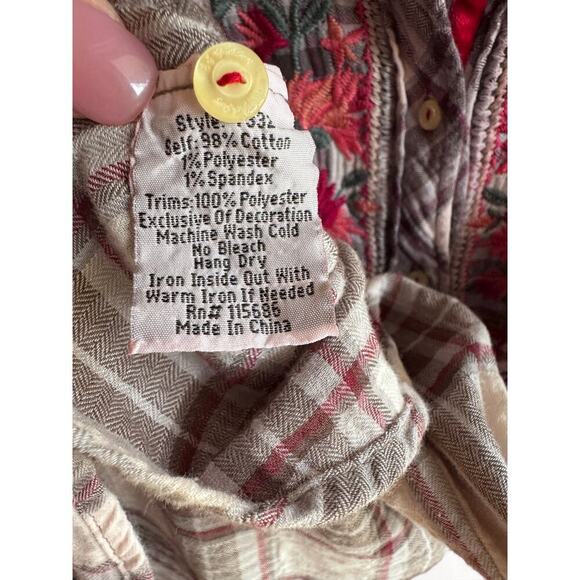 Style:
Self: 98% Cotton
1% Polyester
1% Spandex
Trims:100% Polyester
Exclusive Of Decoration
Machine Wash Cold
No Bleach
Hang Dry
Iron Inside Out With
Warm Iron If Needed
Rn# 115686
Made In China